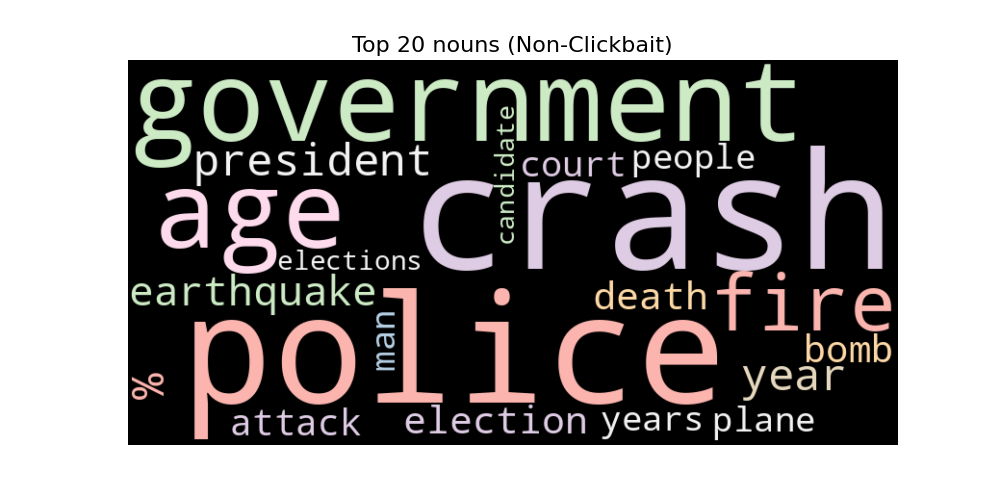 Top 20 nouns (Non-Clickbait)
government
candidate
president
court
people
age
crash
elections
earthquake
death
fire
police
man
bomb
%
year
attack
election
years
plane